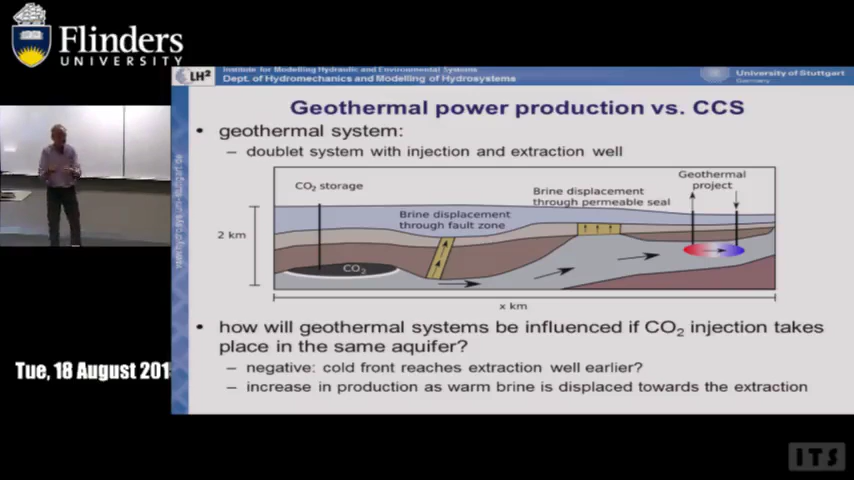 Flinders
UNIVERSITY
LH²
Institute for Modelling Hydraulic and Environmental Systems
Dept. of Hydromechanics and Modelling of Hydrosystems
University of Stuttgart
Germany
Geothermal power production vs. CCS
• geothermal system:
– doublet system with injection and extraction well
CO₂ storage
Brine displacement
through fault zone
Brine displacement
through permeable seal
Geothermal
project
2 km
CO₂
x km
• how will geothermal systems be influenced if CO₂ injection takes
place in the same aquifer?
– negative: cold front reaches extraction well earlier?
– increase in production as warm brine is displaced towards the extraction
Tue, 18 August 201
ITS